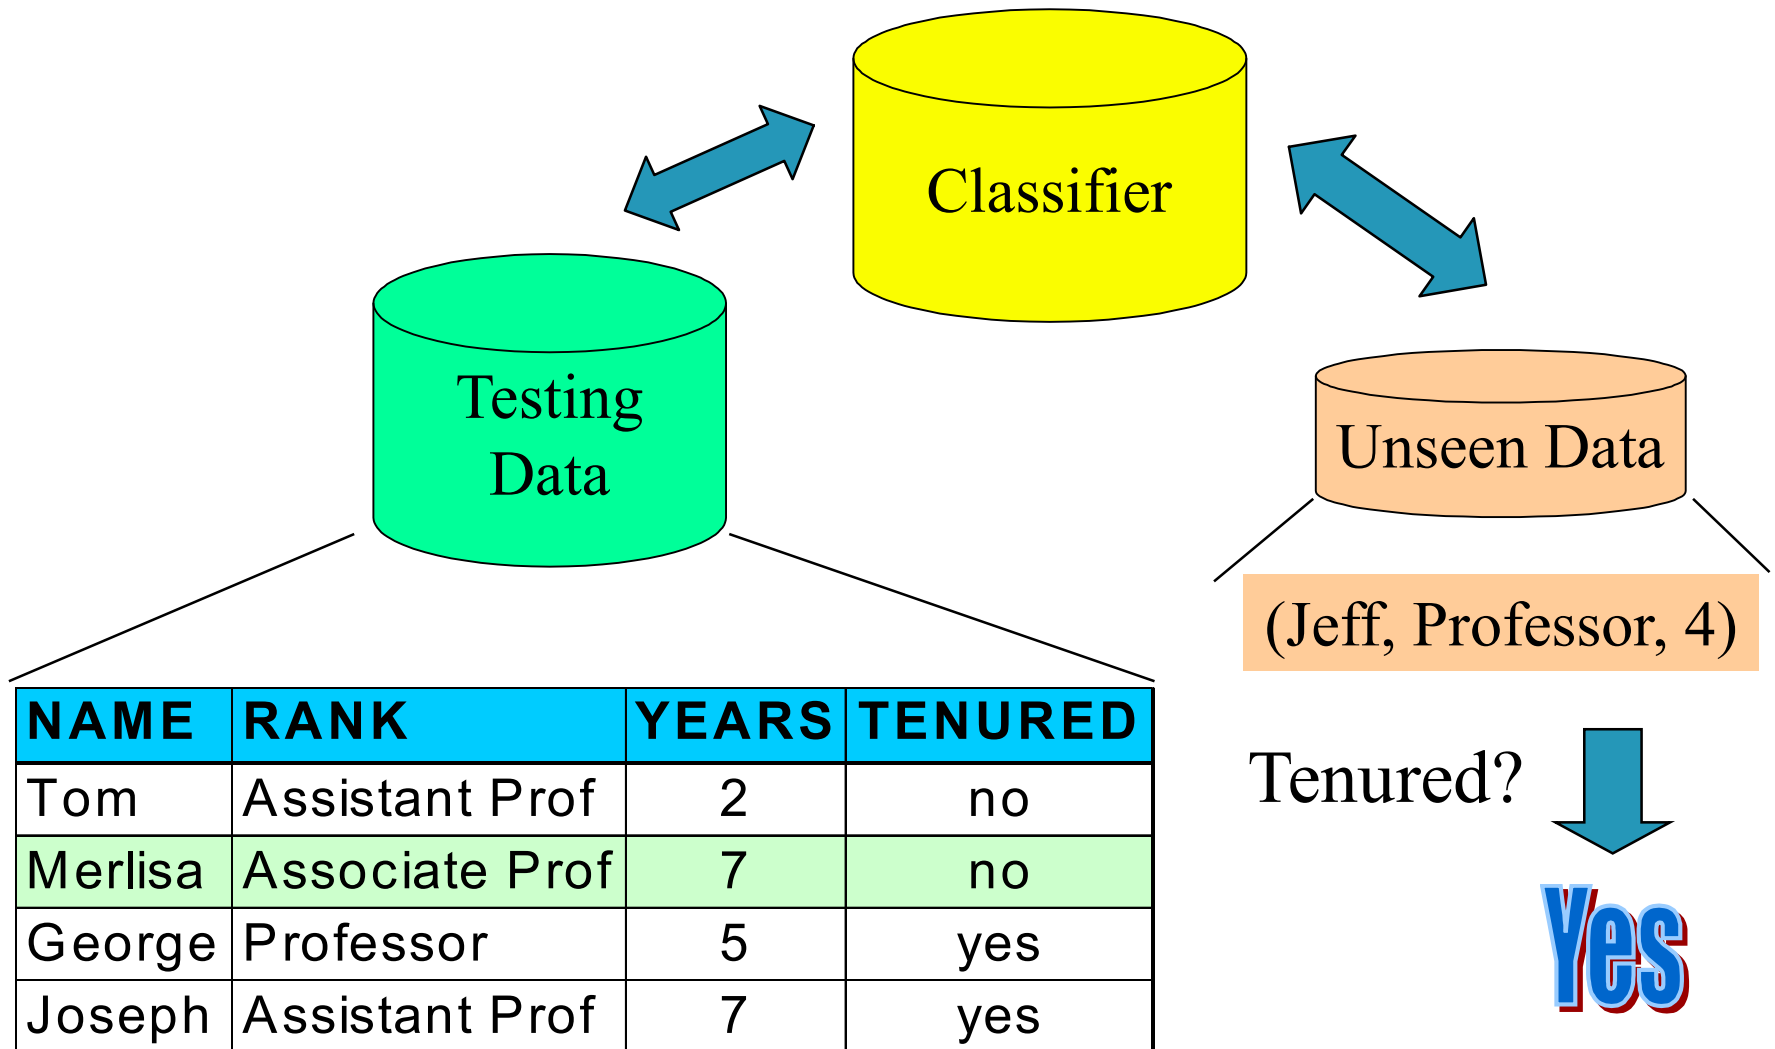 Classifier
Testing
Data
Unseen Data
(Jeff, Professor, 4)
NAME RANK YEARS TENURED
Tom Assistant Prof 2 no
Merlisa Associate Prof 7 no
George Professor 5 yes
Joseph Assistant Prof 7 yes
Tenured?
Yes